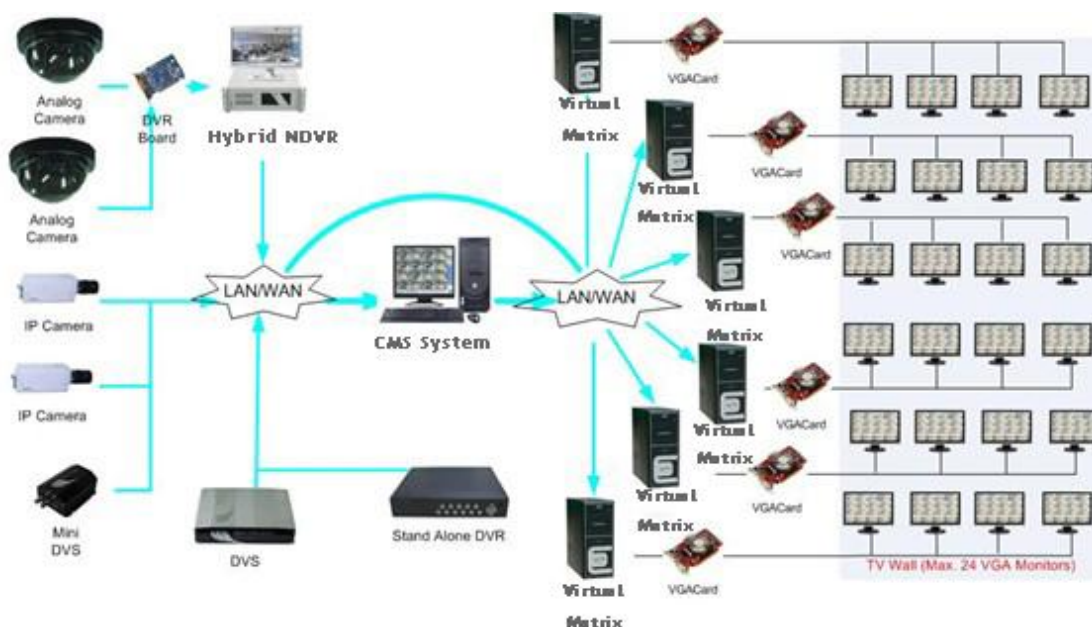 Analog
Camera
DVR
Board
Hybrid NDVR
Analog
Camera
IP Camera
IP Camera
Mini
DVS
DVS
Stand Alone DVR
LAN/WAN
CMS System
LAN/WAN
Virtual
Matrix
VGACard
Virtual
Matrix
VGACard
Virtual
Matrix
VGACard
Virtual
Matrix
VGACard
Virtual
Matrix
VGACard
Virtual
Matrix
VGACard
TV Wall (Max. 24 VGA Monitors)